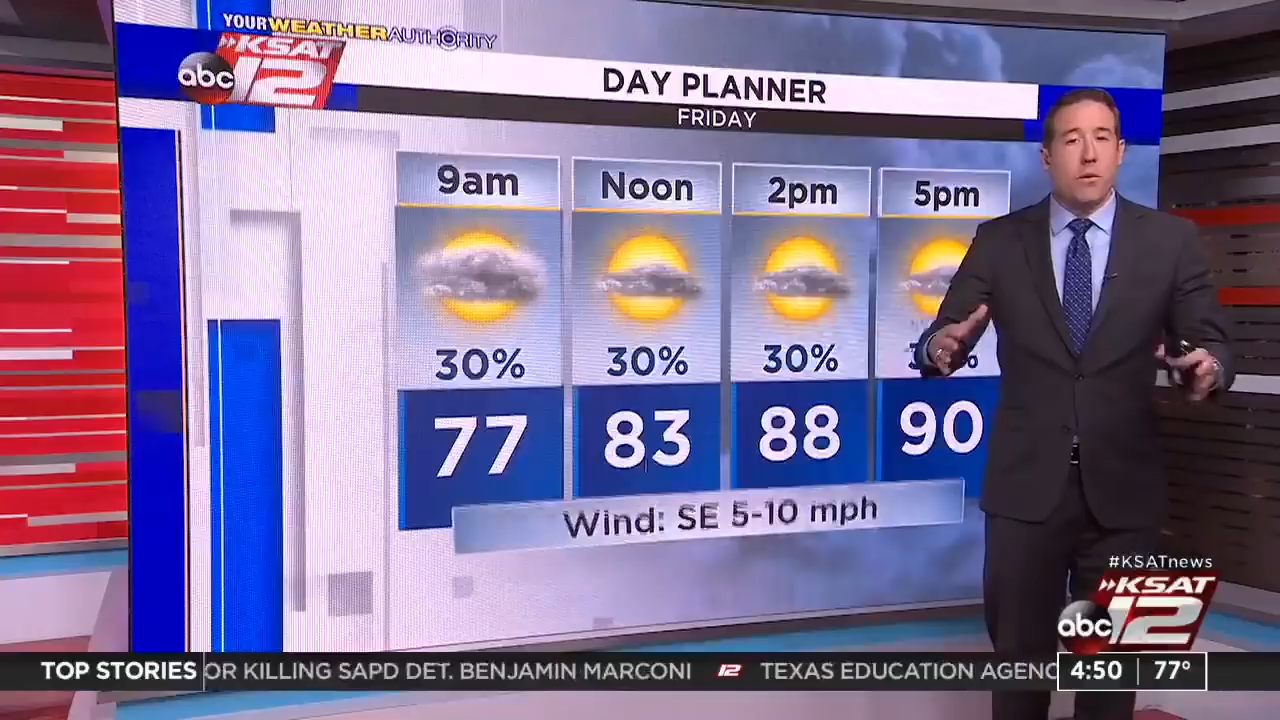 YOUR WEATHER AUTHORITY
abc KSAT 12
DAY PLANNER
FRIDAY
9am Noon 2pm 5pm
30% 30% 30% %
77 83 88 90
Wind: SE 5-10 mph
#KSATnews
abc KSAT 12
TOP STORIES OR KILLING SAPD DET. BENJAMIN MARCONI 12 TEXAS EDUCATION AGENC 4:50 77°